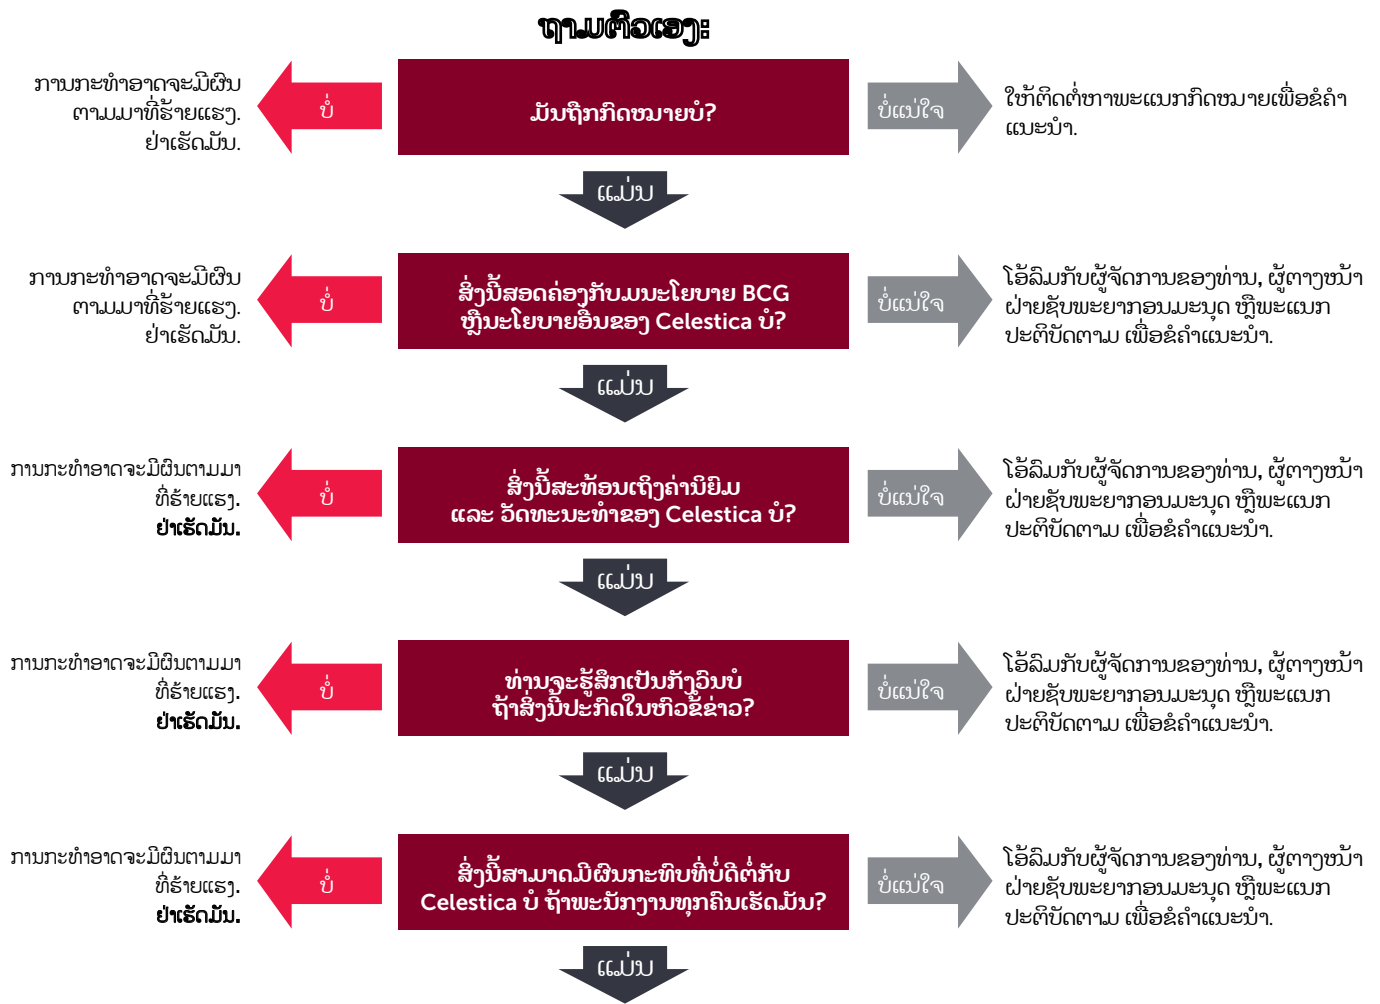 ຖາມຕົວເອງ:
ການກະທຳອາດຈະມີຜົນ
ຕາມມາທີ່ຮ້າຍແຮງ.
ຢ່າເຮັດມັນ.
ບໍ່
ມັນຖືກກົດໝາຍບໍ?
ບໍ່ແນ່ໃຈ
ໃຫ້ຕິດຕໍ່ຫາພະແນກກົດໝາຍເພື່ອຂໍຄຳ
ແນະນຳ.
ແມ່ນ
ການກະທຳອາດຈະມີຜົນ
ຕາມມາທີ່ຮ້າຍແຮງ.
ຢ່າເຮັດມັນ.
ບໍ່
ສິ່ງນີ້ສອດຄ່ອງກັບມນະໂຍບາຍ BCG
ຫຼືນະໂຍບາຍອື່ນຂອງ Celestica ບໍ?
ບໍ່ແນ່ໃຈ
ໂອ້ລົມກັບຜູ້ຈັດການຂອງທ່ານ, ຜູ້ຕາງໜ້າ
ຝ່າຍຊັບພະຍາກອນມະນຸດ ຫຼືພະແນກ
ປະຕິບັດຕາມ ເພື່ອຂໍຄຳແນະນຳ.
ແມ່ນ
ການກະທຳອາດຈະມີຜົນຕາມມາ
ທີ່ຮ້າຍແຮງ.
ຢ່າເຮັດມັນ.
ບໍ່
ສິ່ງນີ້ສະທ້ອນເຖິງຄ່ານິຍົມ
ແລະ ວັດທະນະທຳຂອງ Celestica ບໍ?
ບໍ່ແນ່ໃຈ
ໂອ້ລົມກັບຜູ້ຈັດການຂອງທ່ານ, ຜູ້ຕາງໜ້າ
ຝ່າຍຊັບພະຍາກອນມະນຸດ ຫຼືພະແນກ
ປະຕິບັດຕາມ ເພື່ອຂໍຄຳແນະນຳ.
ແມ່ນ
ການກະທຳອາດຈະມີຜົນຕາມມາ
ທີ່ຮ້າຍແຮງ.
ຢ່າເຮັດມັນ.
ບໍ່
ທ່ານຈະຮູ້ສຶກເປັນກັງວົນບໍ
ຖ້າສິ່ງນີ້ປະກົດໃນຫົວຂໍ້ຂ່າວ?
ບໍ່ແນ່ໃຈ
ໂອ້ລົມກັບຜູ້ຈັດການຂອງທ່ານ, ຜູ້ຕາງໜ້າ
ຝ່າຍຊັບພະຍາກອນມະນຸດ ຫຼືພະແນກ
ປະຕິບັດຕາມ ເພື່ອຂໍຄຳແນະນຳ.
ແມ່ນ
ການກະທຳອາດຈະມີຜົນຕາມມາ
ທີ່ຮ້າຍແຮງ.
ຢ່າເຮັດມັນ.
ບໍ່
ສິ່ງນີ້ສາມາດມີຜົນກະທົບທີ່ບໍ່ດີຕໍ່ກັບ
Celestica ບໍ ຖ້າພະນັກງານທຸກຄົນເຮັດມັນ?
ບໍ່ແນ່ໃຈ
ໂອ້ລົມກັບຜູ້ຈັດການຂອງທ່ານ, ຜູ້ຕາງໜ້າ
ຝ່າຍຊັບພະຍາກອນມະນຸດ ຫຼືພະແນກ
ປະຕິບັດຕາມ ເພື່ອຂໍຄຳແນະນຳ.
ແມ່ນ